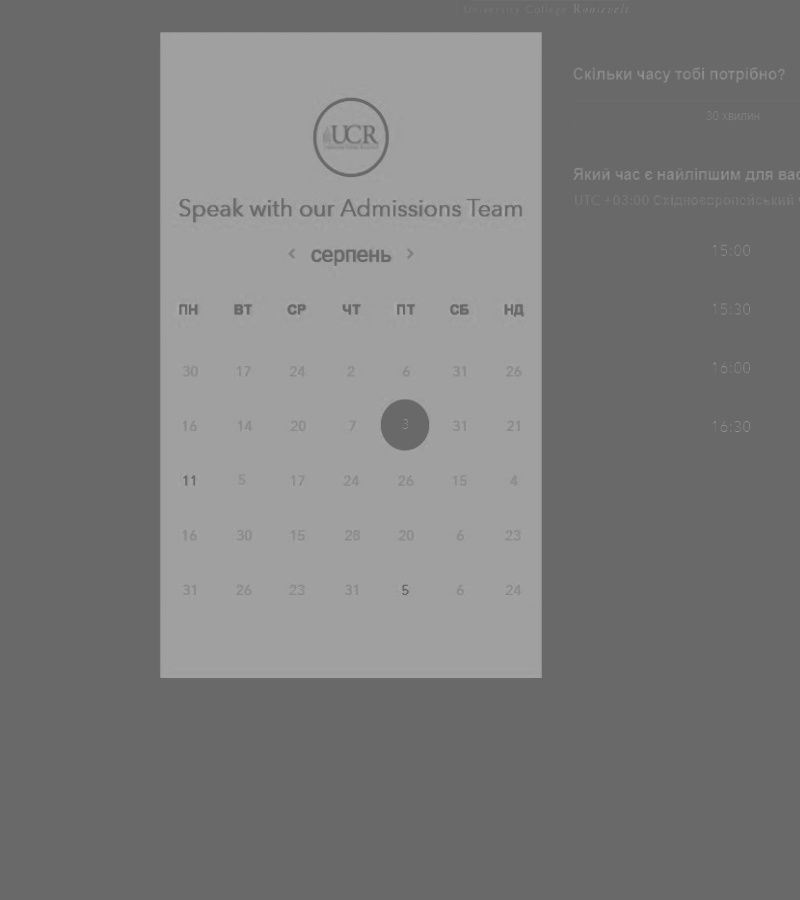 University College Roosevelt
UCR
Speak with our Admissions Team
‹ серпень ›
ПН ВТ СР ЧТ ПТ СБ НД
30 17 24 2 6 31 26
16 14 20 7 3 31 21
11 5 17 24 26 15 4
16 30 15 28 20 6 23
31 26 23 31 5 6 24
Скільки часу тобі потрібно?
30 хвилин
Який час є найліпшим для вас
UTC +03:00 Східноєвропейський ч
15:00
15:30
16:00
16:30